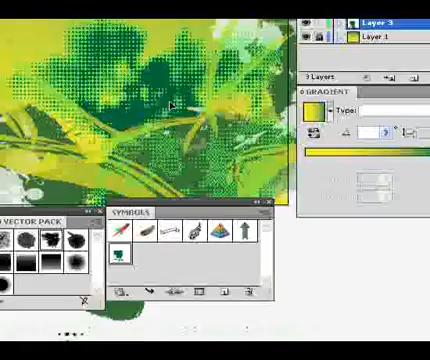 Layer 3
Layer 1
3 Layers
GRADIENT
Type:
VECTOR PACK
SYMBOLS